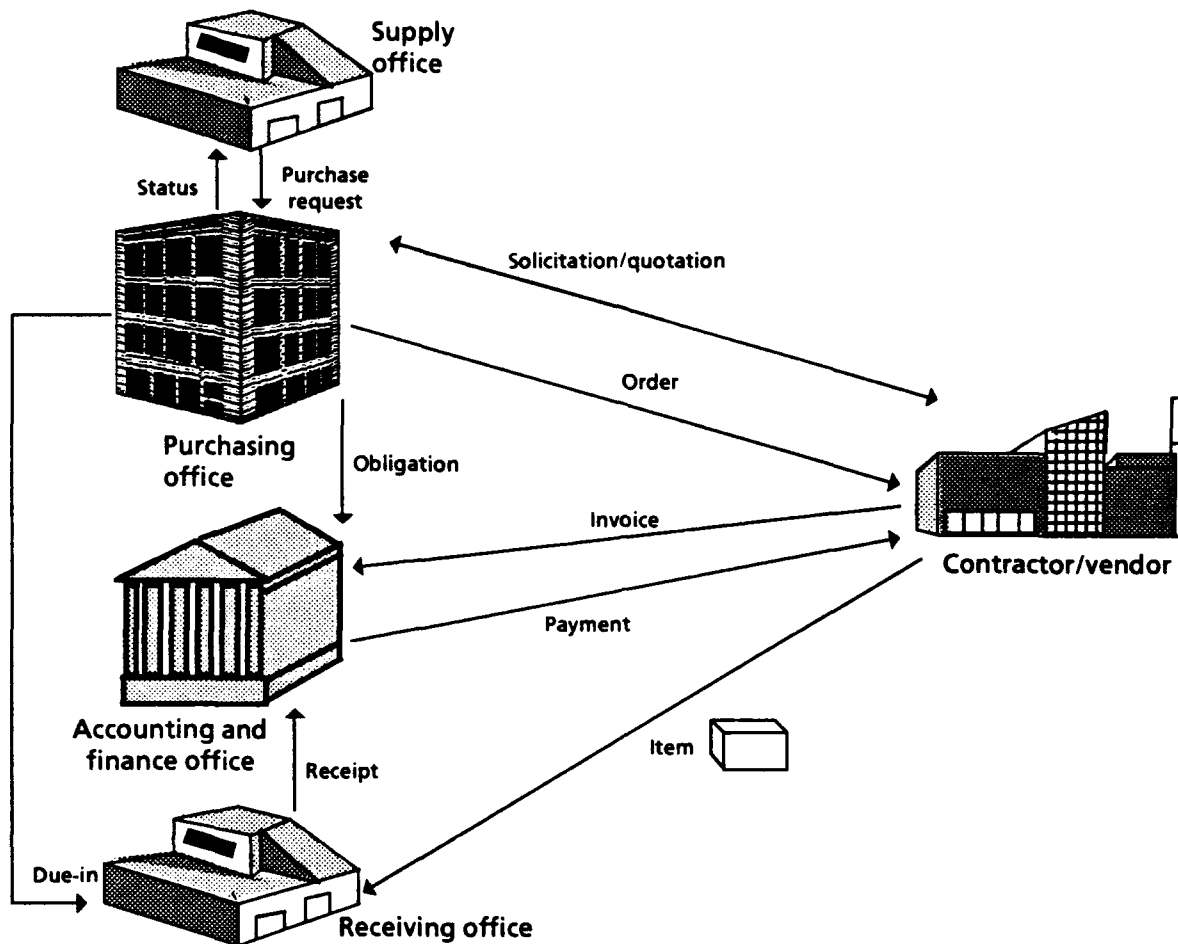 Supply
office
Status
Purchase
request
Solicitation/quotation
Order
Purchasing
office
Obligation
Invoice
Contractor/vendor
Payment
Accounting and
finance office
Item
Receipt
Due-in
Receiving office